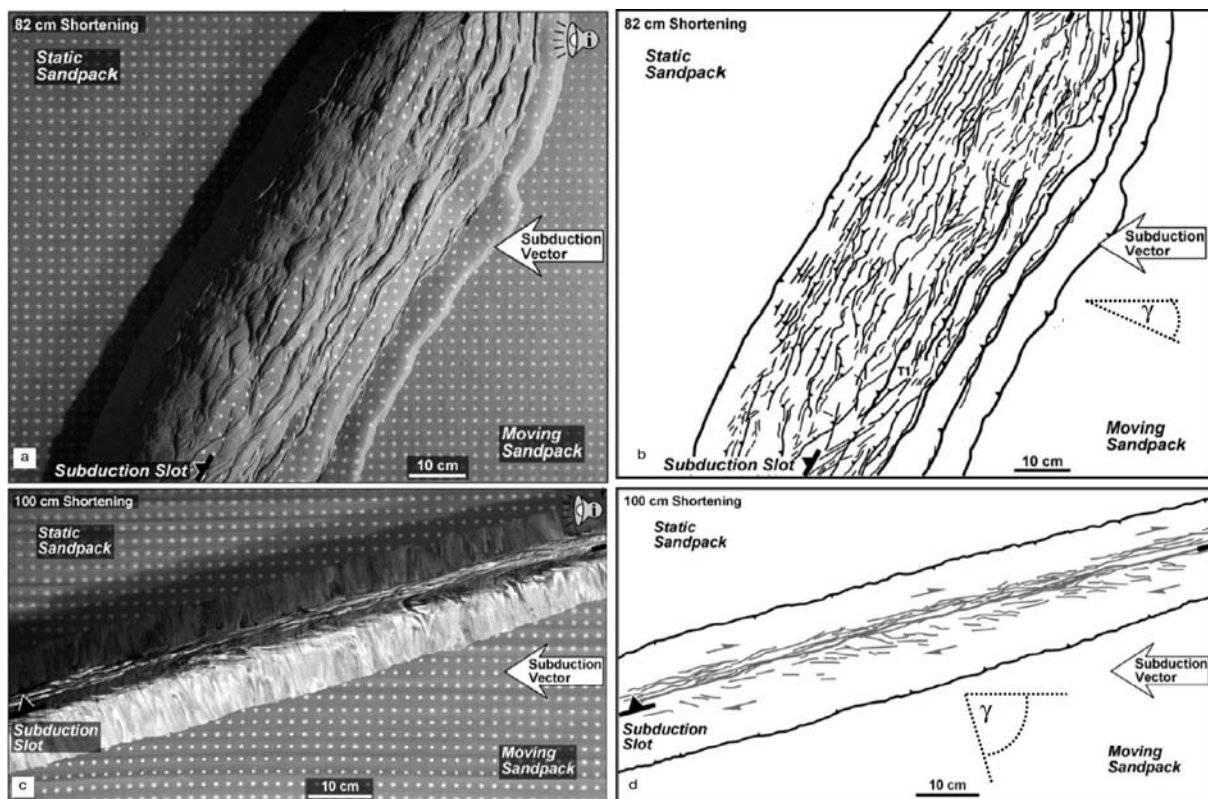 82 cm Shortening
Static
Sandpack
i
Subduction
Vector
Moving
Sandpack
a
Subduction Slot
10 cm
82 cm Shortening
Static
Sandpack
Subduction
Vector
γ
T1
Moving
Sandpack
b
Subduction Slot
10 cm
100 cm Shortening
Static
Sandpack
i
Subduction
Vector
Subduction
Slot
Moving
Sandpack
c
10 cm
100 cm Shortening
Static
Sandpack
Subduction
Vector
γ
Subduction
Slot
Moving
Sandpack
d
10 cm